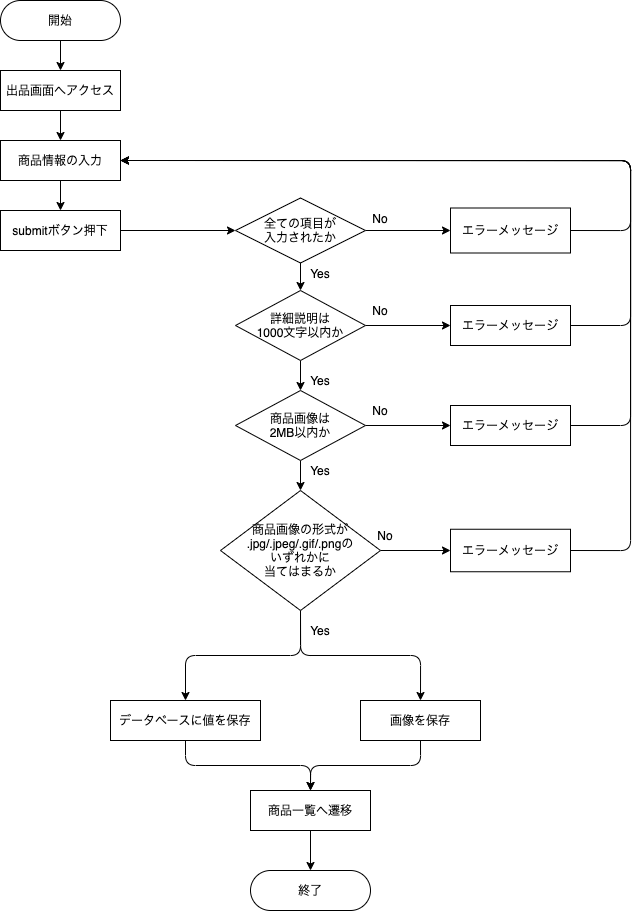 開始
出品画面へアクセス
商品情報の入力
submitボタン押下
全ての項目が
入力されたか
No
エラーメッセージ
Yes
詳細説明は
1000文字以内か
No
エラーメッセージ
Yes
商品画像は
2MB以内か
No
エラーメッセージ
Yes
商品画像の形式が
.jpg/.jpeg/.gif/.pngの
いずれかに
当てはまるか
No
エラーメッセージ
Yes
データベースに値を保存
画像を保存
商品一覧へ遷移
終了